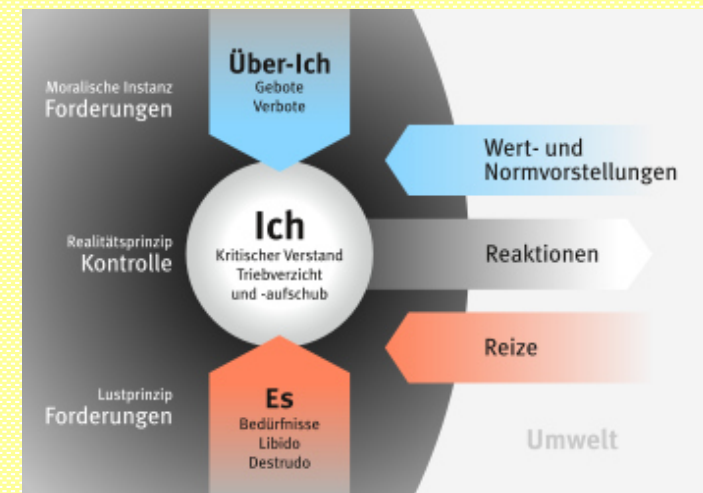 Über-Ich
Gebote
Verbote
Moralische Instanz
Forderungen
Wert- und
Normvorstellungen
Ich
Kritischer Verstand
Triebverzicht
und -aufschub
Realitätsprinzip
Kontrolle
Reaktionen
Reize
Lustprinzip
Forderungen
Es
Bedürfnisse
Libido
Destrudo
Umwelt